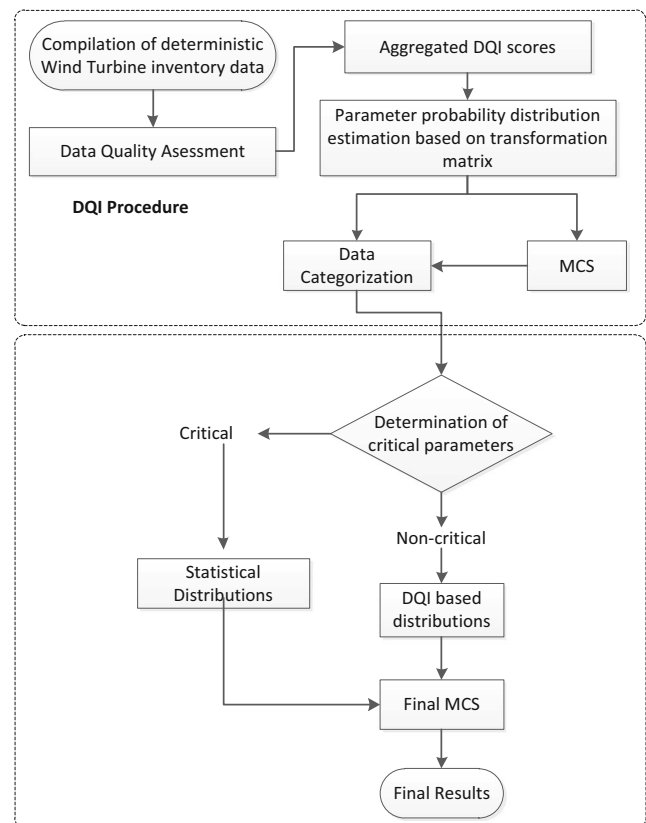 Compilation of deterministic
Wind Turbine inventory data
Aggregated DQI scores
Data Quality Asessment
Parameter probability distribution
estimation based on transformation
matrix
DQI Procedure
Data
Categorization
MCS
Determination of
critical parameters
Critical
Non-critical
Statistical
Distributions
DQI based
distributions
Final MCS
Final Results